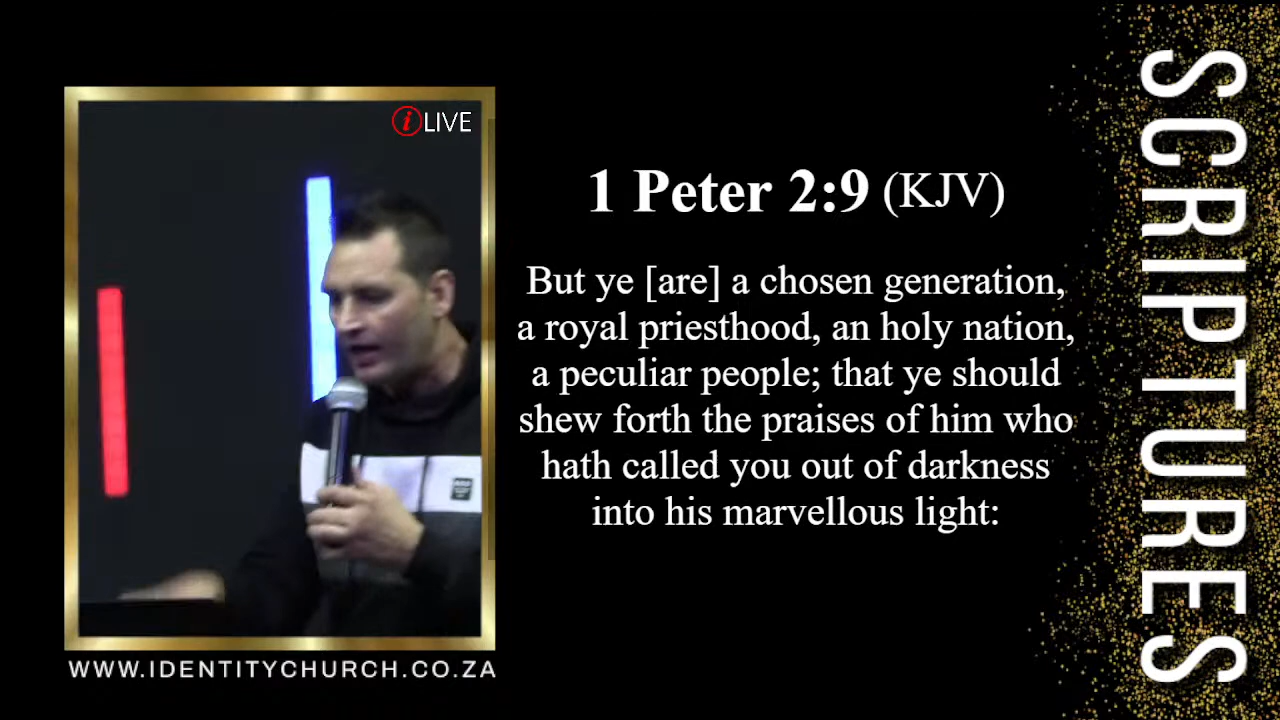 LIVE
1 Peter 2:9 (KJV)
But ye [are] a chosen generation,
a royal priesthood, an holy nation,
a peculiar people; that ye should
shew forth the praises of him who
hath called you out of darkness
into his marvellous light:
WWW.IDENTITYCHURCH.CO.ZA
SCRIPTURES